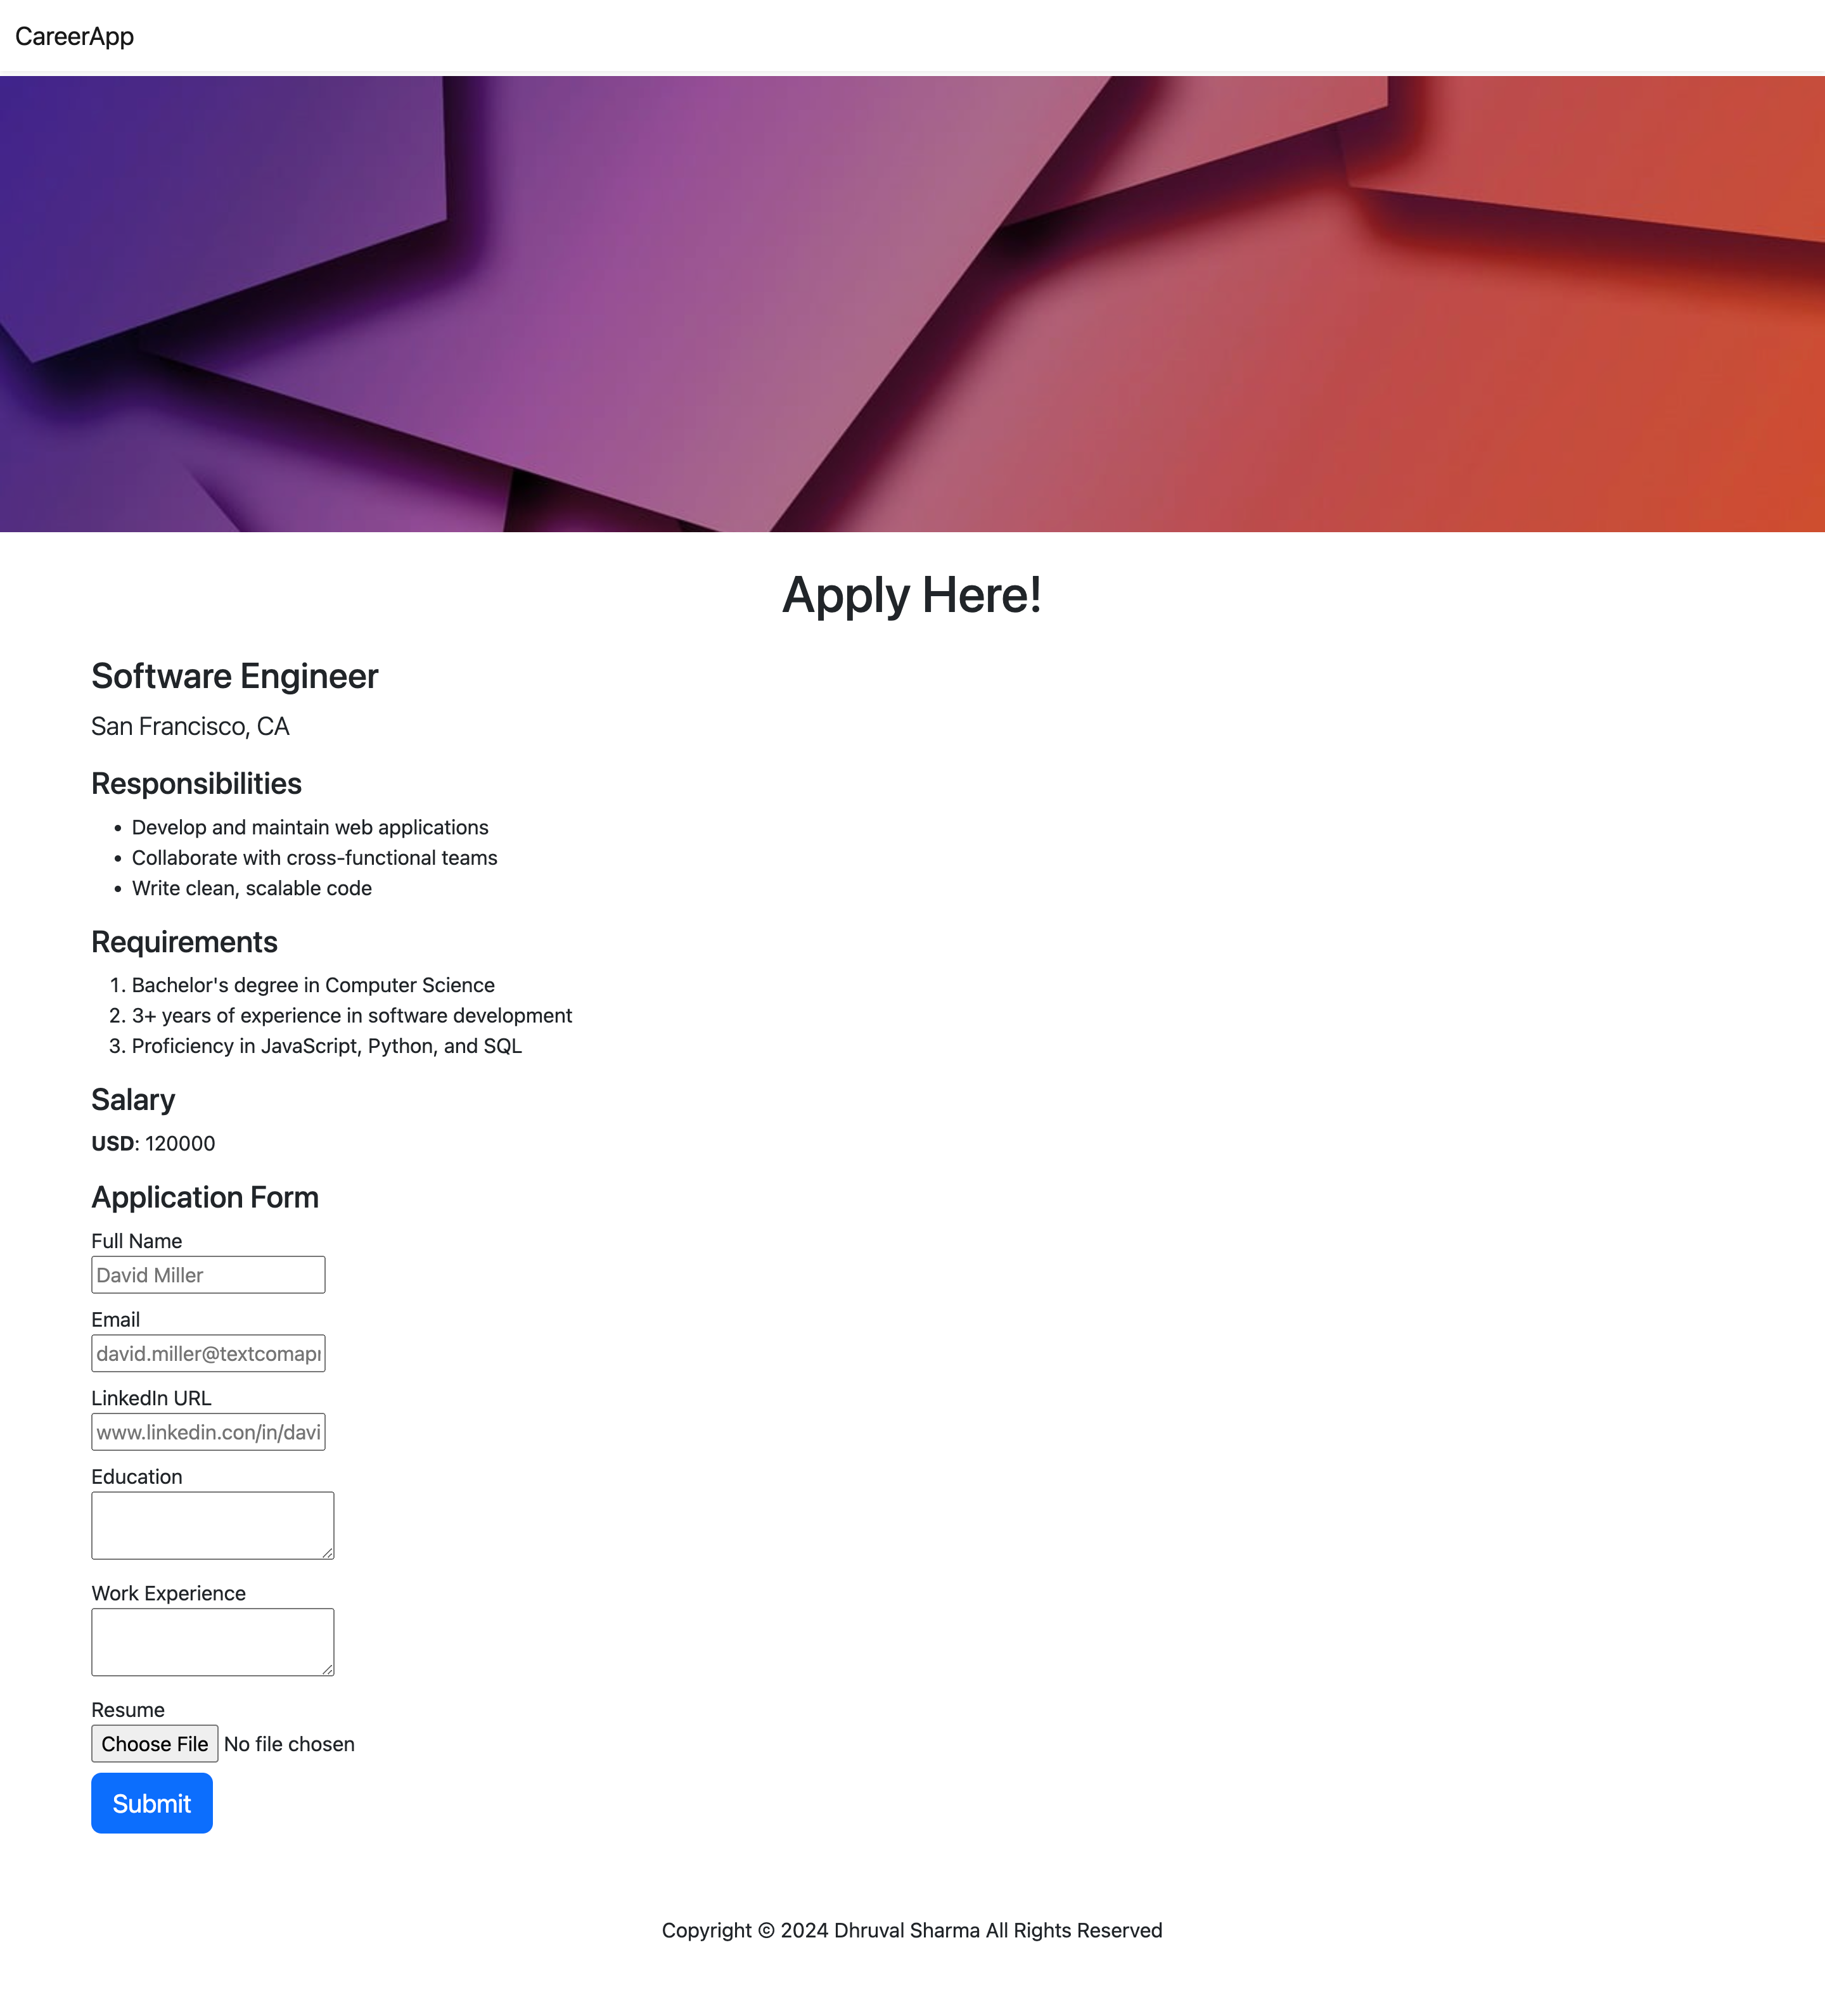 CareerApp
Apply Here!
Software Engineer
San Francisco, CA
Responsibilities
• Develop and maintain web applications
• Collaborate with cross-functional teams
• Write clean, scalable code
Requirements
1. Bachelor's degree in Computer Science
2. 3+ years of experience in software development
3. Proficiency in JavaScript, Python, and SQL
Salary
USD: 120000
Application Form
Full Name
David Miller
Email
david.miller@textcomapn
LinkedIn URL
www.linkedin.con/in/davi
Education
Work Experience
Resume
Choose File No file chosen
Submit
Copyright © 2024 Dhruval Sharma All Rights Reserved